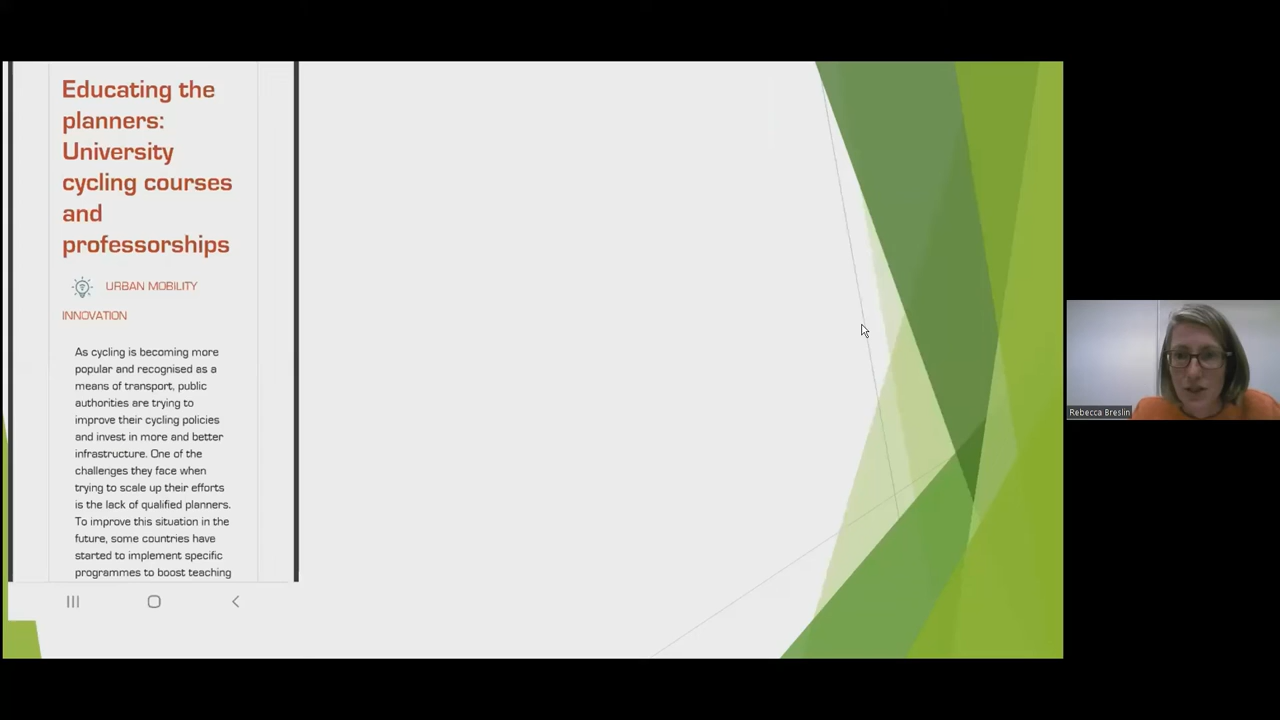 Educating the
planners:
University
cycling courses
and
professorships
URBAN MOBILITY
INNOVATION
As cycling is becoming more
popular and recognised as a
means of transport, public
authorities are trying to
improve their cycling policies
and invest in more and better
infrastructure. One of the
challenges they face when
trying to scale up their efforts
is the lack of qualified planners.
To improve this situation in the
future, some countries have
started to implement specific
programmes to boost teaching
Rebecca Breslin